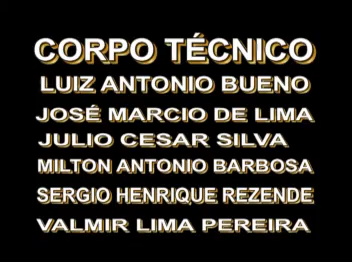 CORPO TÉCNICO
LUIZ ANTONIO BUENO
JOSÉ MARCIO DE LIMA
JULIO CESAR SILVA
MILTON ANTONIO BARBOSA
SERGIO HENRIQUE REZENDE
VALMIR LIMA PEREIRA